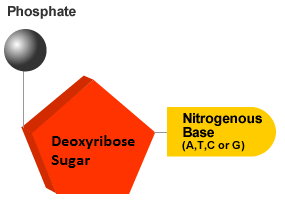 Phosphate
Deoxyribose
Sugar
Nitrogenous
Base
(A,T,C or G)